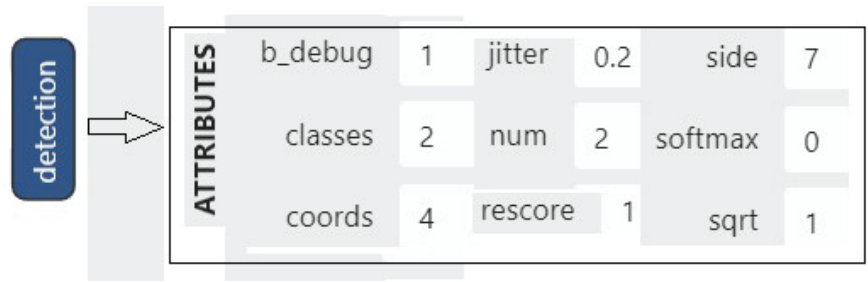 detection
ATTRIBUTES
b_debug 1 jitter 0.2 side 7
classes 2 num 2 softmax 0
coords 4 rescore 1 sqrt 1